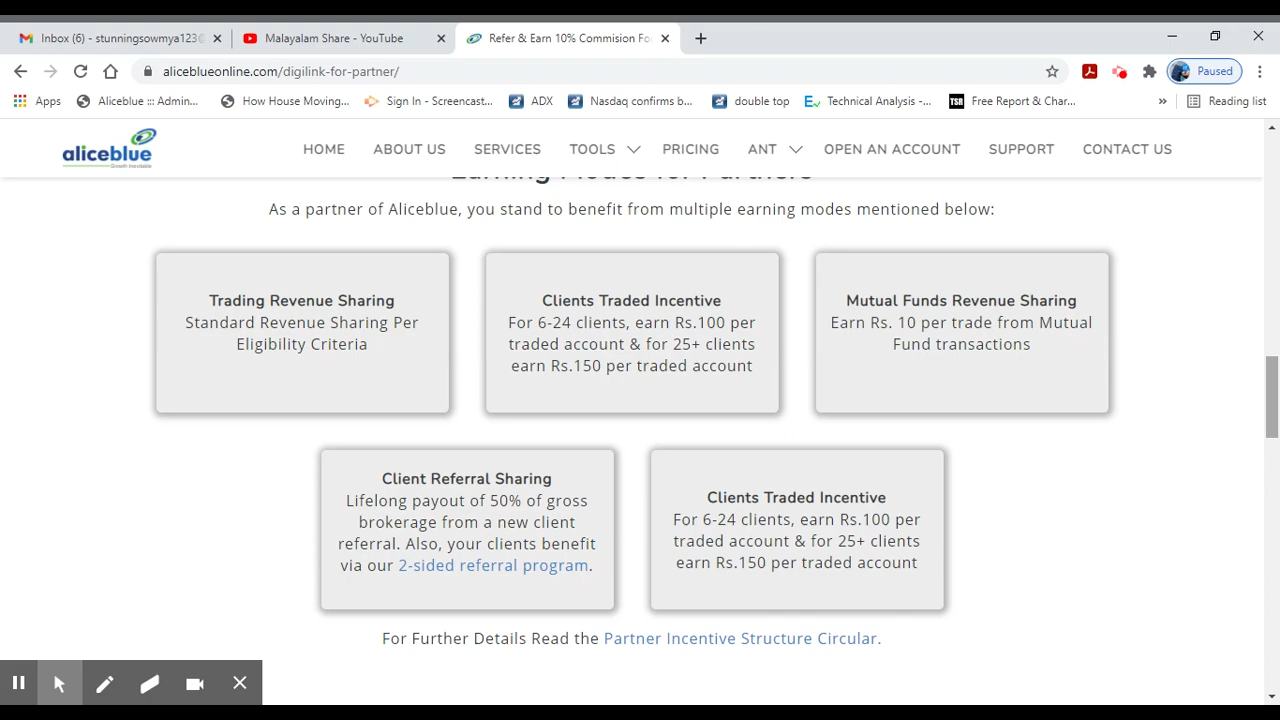 Inbox (6) - stunningsowmya123@
Malayalam Share - YouTube
Refer & Earn 10% Commision Fo
aliceblueonline.com/digilink-for-partner/
Paused
Apps
Aliceblue ::: Admin...
How House Moving...
Sign In - Screencast...
ADX
Nasdaq confirms b...
double top
Technical Analysis -...
TSR
Free Report & Char...
»
Reading list
aliceblue
Growth Inevitable
HOME
ABOUT US
SERVICES
TOOLS
PRICING
ANT
OPEN AN ACCOUNT
SUPPORT
CONTACT US
Earning Modes for Partners
As a partner of Aliceblue, you stand to benefit from multiple earning modes mentioned below:
Trading Revenue Sharing
Standard Revenue Sharing Per
Eligibility Criteria
Clients Traded Incentive
For 6-24 clients, earn Rs.100 per
traded account & for 25+ clients
earn Rs.150 per traded account
Mutual Funds Revenue Sharing
Earn Rs. 10 per trade from Mutual
Fund transactions
Client Referral Sharing
Lifelong payout of 50% of gross
brokerage from a new client
referral. Also, your clients benefit
via our 2-sided referral program.
Clients Traded Incentive
For 6-24 clients, earn Rs.100 per
traded account & for 25+ clients
earn Rs.150 per traded account
For Further Details Read the Partner Incentive Structure Circular.